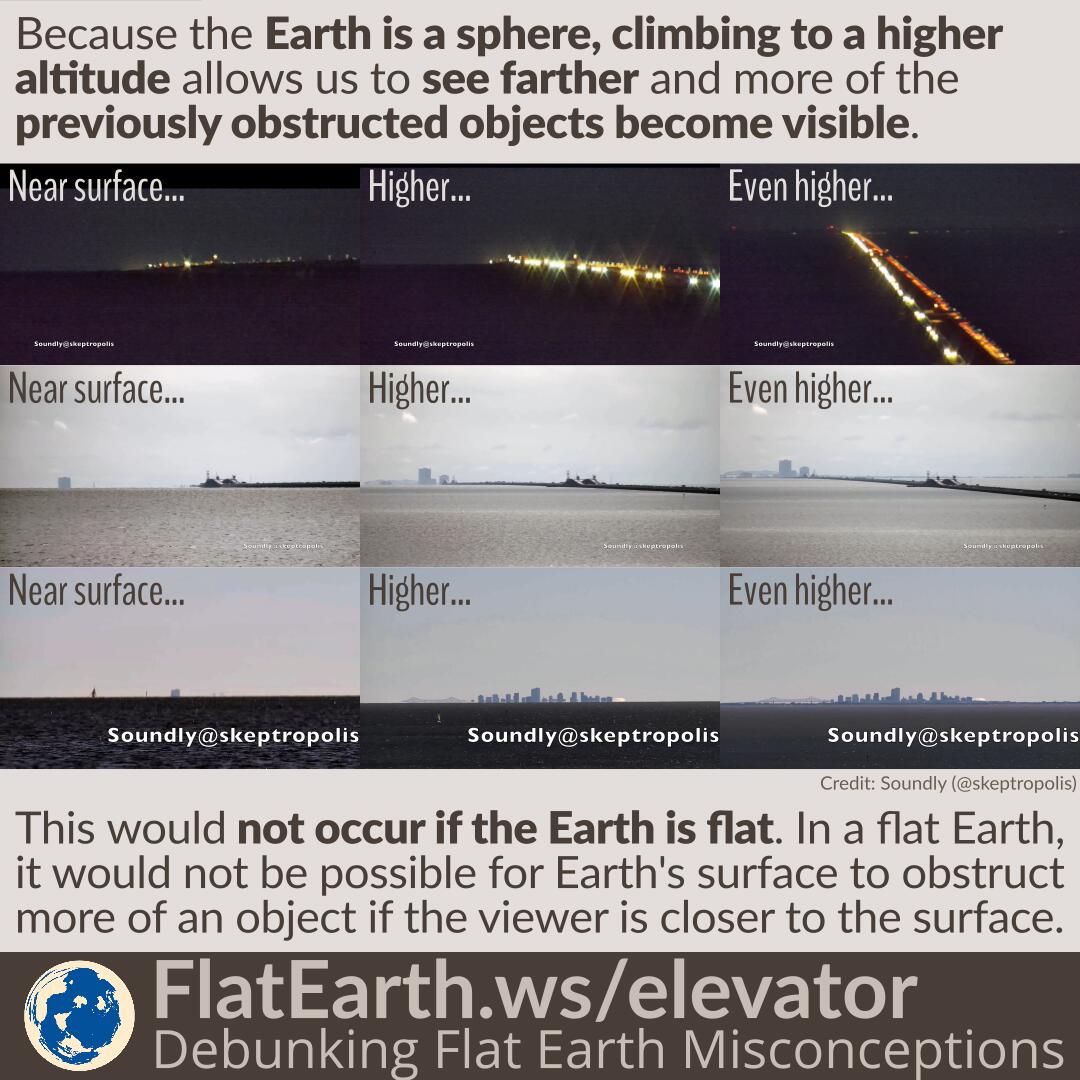 Because the Earth is a sphere, climbing to a higher
altitude allows us to see farther and more of the
previously obstructed objects become visible.
Near surface...
Higher...
Even higher...
Soundly@skeptropolis
Soundly@skeptropolis
Soundly@skeptropolis
Near surface...
Higher...
Even higher...
Soundly@skeptropolis
Soundly@skeptropolis
Soundly@skeptropolis
Near surface...
Higher...
Even higher...
Soundly@skeptropolis
Soundly@skeptropolis
Soundly@skeptropolis
Credit: Soundly (@skeptropolis)
This would not occur if the Earth is flat. In a flat Earth,
it would not be possible for Earth's surface to obstruct
more of an object if the viewer is closer to the surface.
FlatEarth.ws/elevator
Debunking Flat Earth Misconceptions